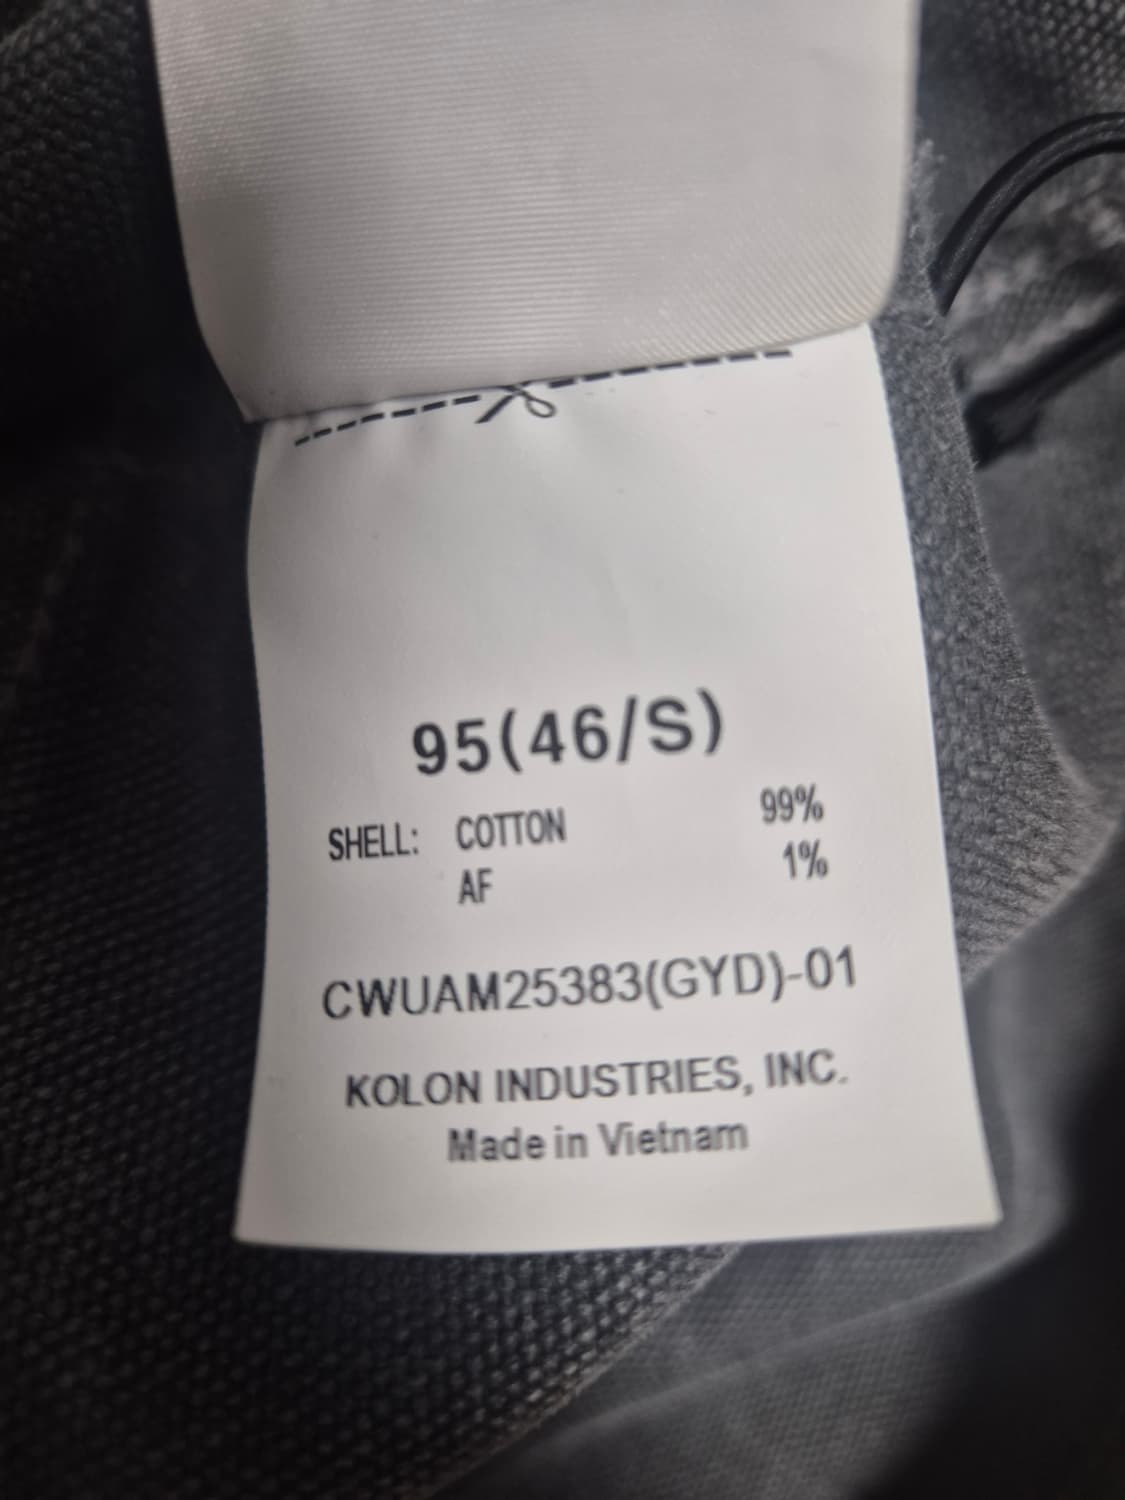 95(46/S)
SHELL: COTTON 99%
AF 1%
CWUAM25383(GYD)-01
KOLON INDUSTRIES, INC.
Made in Vietnam